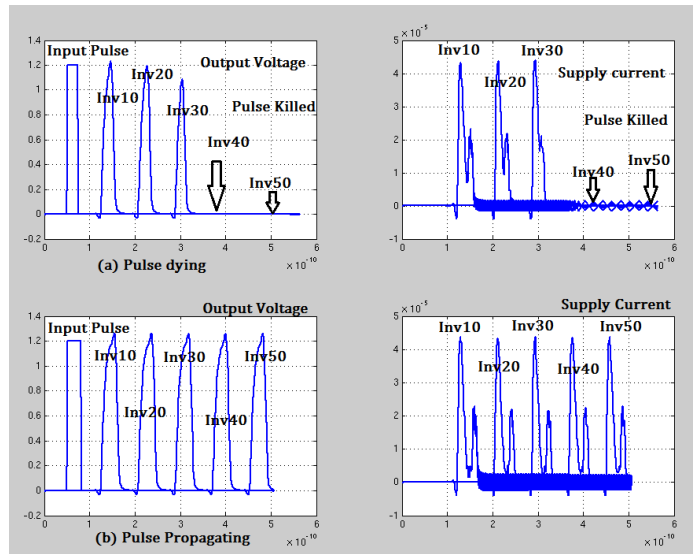 Input Pulse
Output Voltage
Inv10
Inv20
Inv30
Pulse Killed
Inv40
Inv50
1.4
1.2
1
0.8
0.6
0.4
0.2
0
-0.2
0 1 2 3 4 5 6
× 10^-10
(a) Pulse dying
× 10^-5
Inv10
Inv20
Inv30
Supply current
Pulse Killed
Inv40
Inv50
5
4
3
2
1
0
-1
0 1 2 3 4 5 6
× 10^-10
Output Voltage
Input Pulse
Inv10
Inv20
Inv30
Inv40
Inv50
1.4
1.2
1
0.8
0.6
0.4
0.2
0
-0.2
0 1 2 3 4 5 6
× 10^-10
(b) Pulse Propagating
Supply Current
× 10^-5
Inv10
Inv20
Inv30
Inv40
Inv50
5
4
3
2
1
0
-1
0 1 2 3 4 5 6
× 10^-10